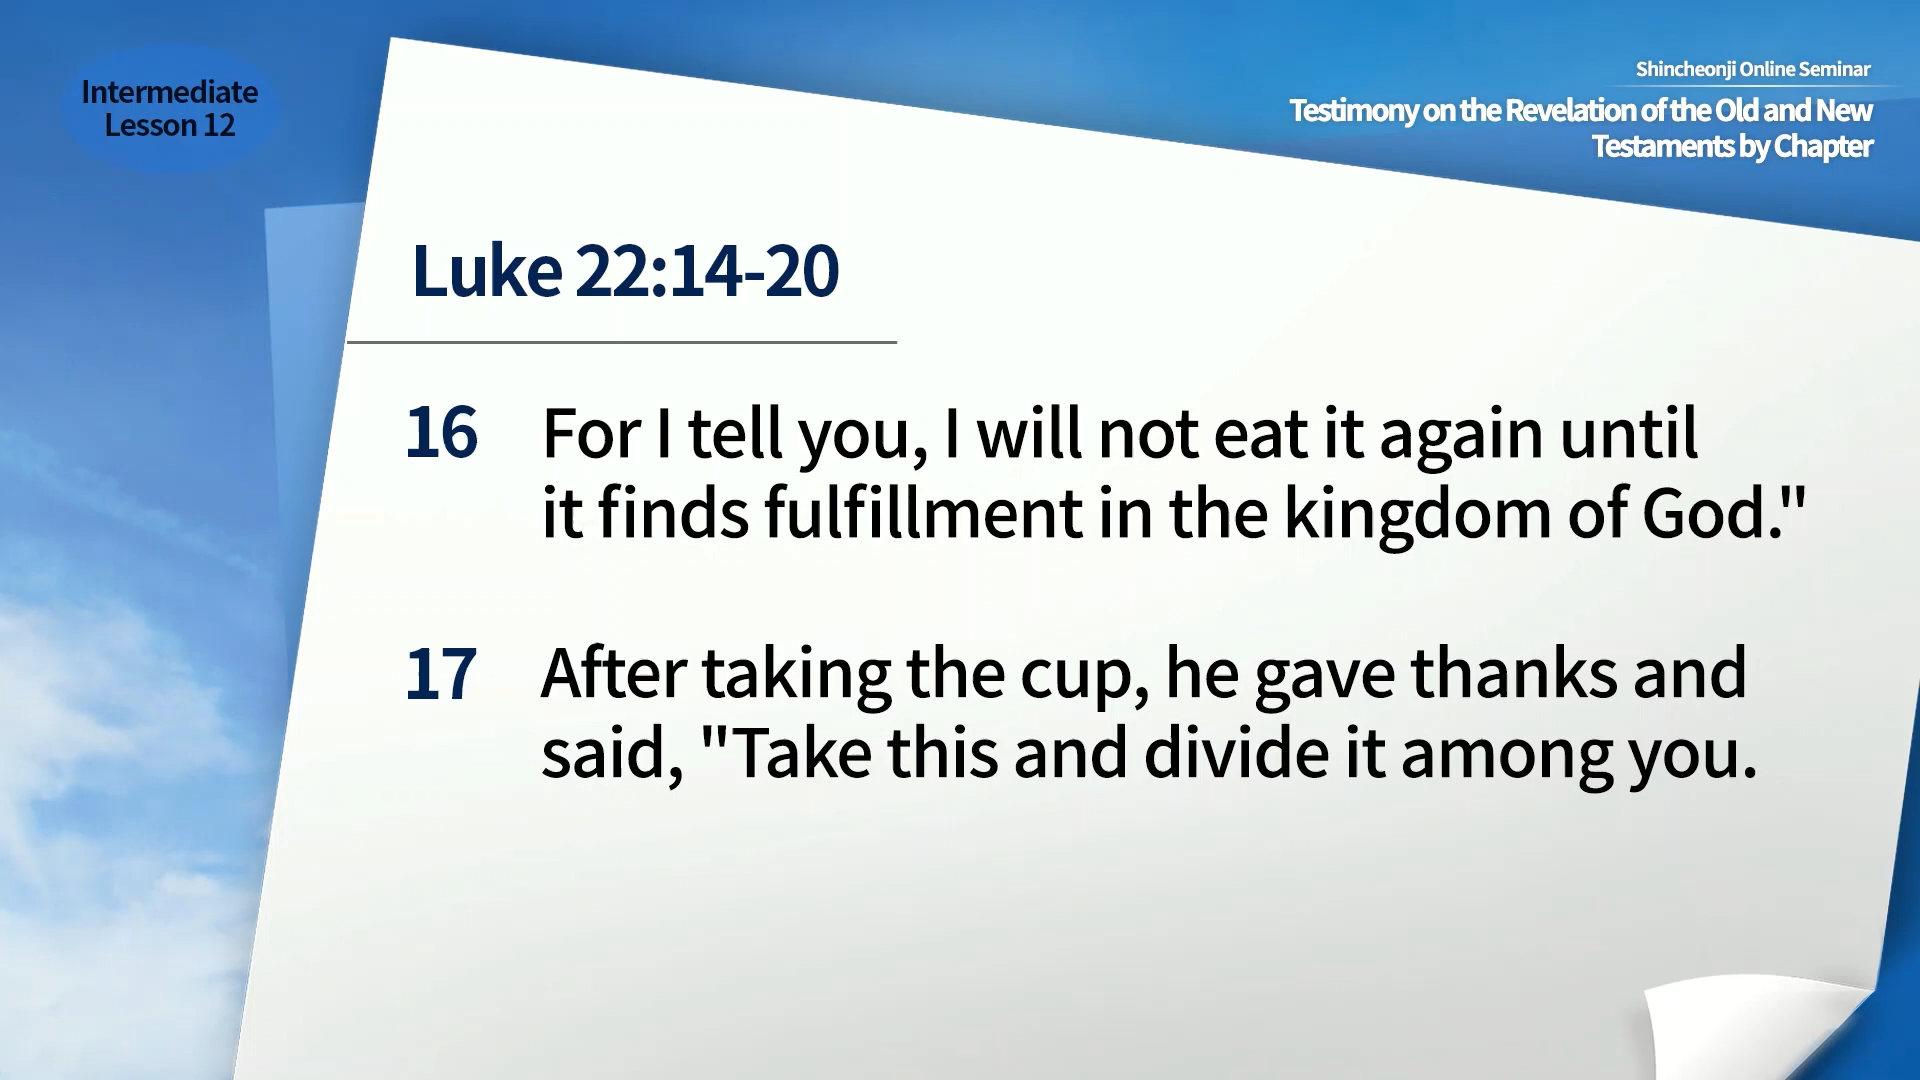 Intermediate
Lesson 12
Shincheonji Online Seminar
Testimony on the Revelation of the Old and New
Testaments by Chapter
Luke 22:14-20
16 For I tell you, I will not eat it again until
it finds fulfillment in the kingdom of God."
17 After taking the cup, he gave thanks and
said, "Take this and divide it among you.